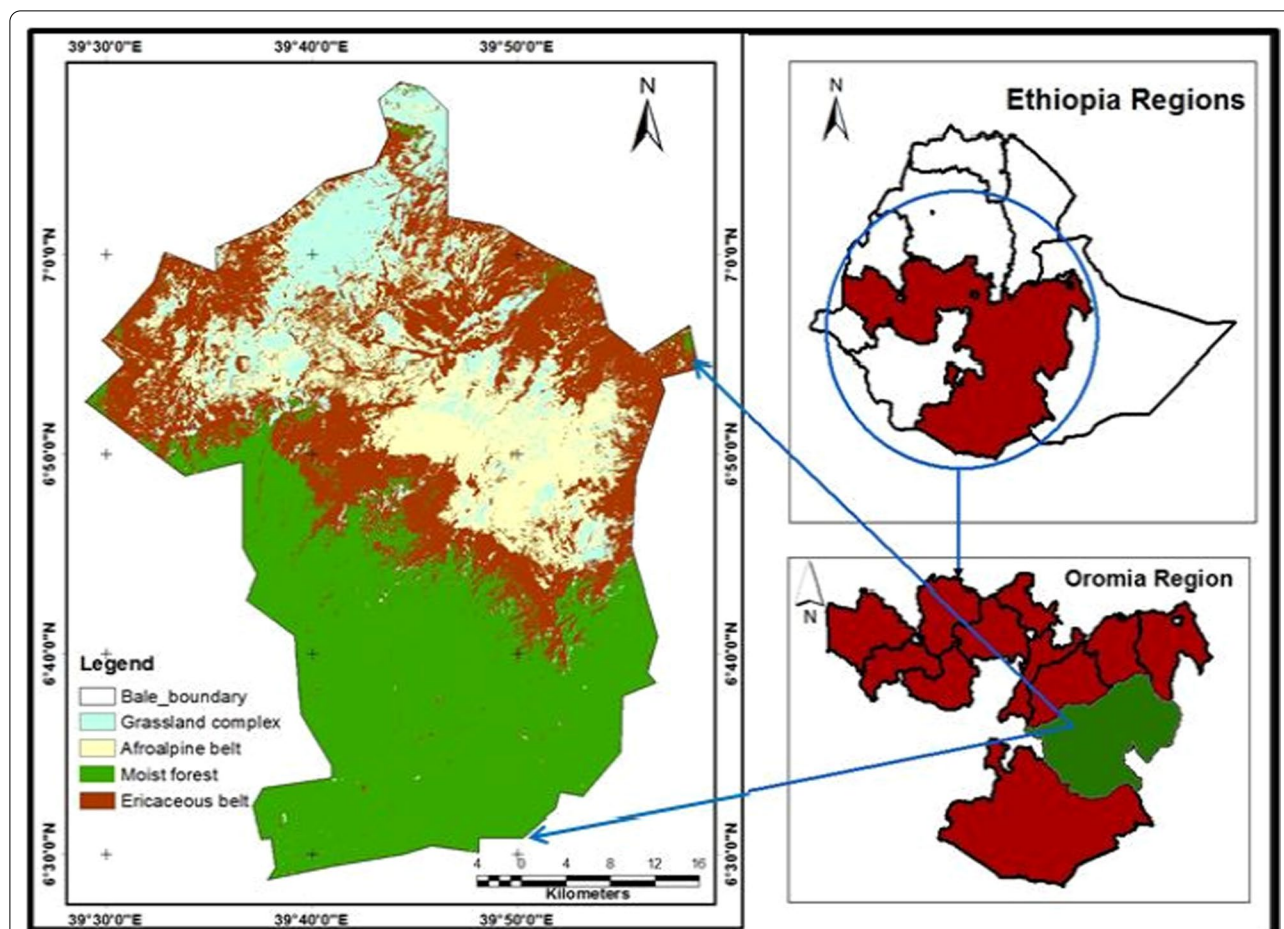 39°30'0"E 39°40'0"E 39°50'0"E
N
7°0'0"N
6°50'0"N
6°40'0"N
6°30'0"N
7°0'0"N
6°50'0"N
6°40'0"N
6°30'0"N
Legend
Bale_boundary
Grassland complex
Afroalpine belt
Moist forest
Ericaceous belt
4 0 4 8 12 16
Kilometers
39°30'0"E 39°40'0"E 39°50'0"E
N
Ethiopia Regions
N
Oromia Region